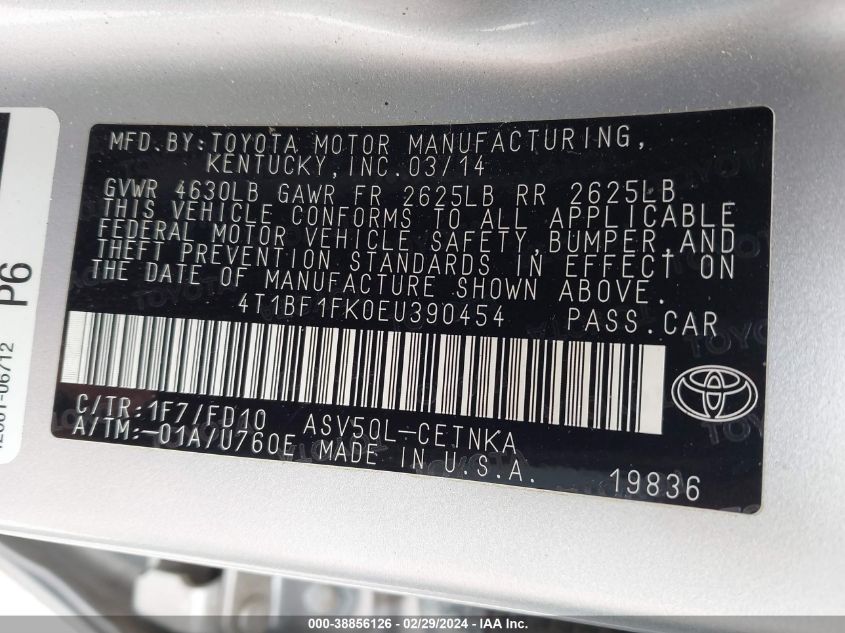 MFD.BY:TOYOTA MOTOR MANUFACTURING,
KENTUCKY,INC.03/14
GVWR 4630LB GAWR FR 2625LB RR 2625LB
THIS VEHICLE CONFORMS TO ALL APPLICABLE
FEDERAL MOTOR VEHICLE SAFETY,BUMPER,AND
THEFT PREVENTION STANDARDS IN EFFECT ON
THE DATE OF MANUFACTURE SHOWN ABOVE.
4T1BF1FK0EU390454 PASS.CAR
C/TR:1F7/FD10 ASV50L-CETNKA
A/TM:-01A/U760E MADE IN U.S.A.
19836
P6
000-38856126 - 02/29/2024 - IAA Inc.